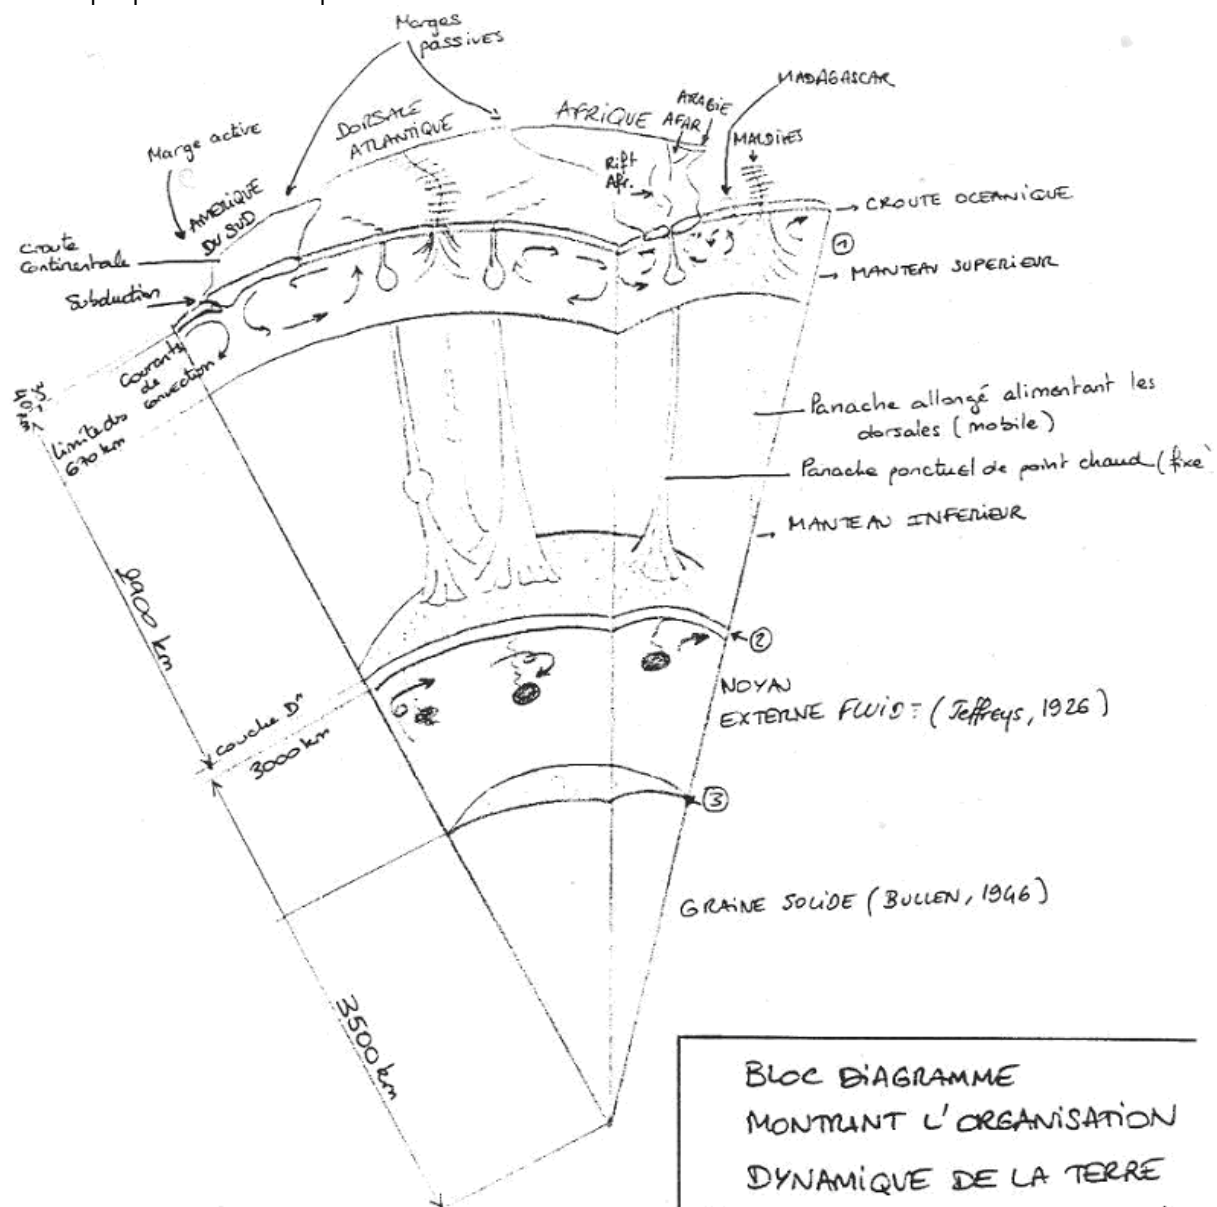 Marges
passives
MADAGASCAR
ARABIE
AFRIQUE
AFAR
DORSALE
ATLANTIQUE
MALDIVES
Marge active
Rift
Afr.
AMERIQUE
DU SUD
CROUTE OCEANIQUE
Croute
Continentale
①
MANTEAU SUPERIEUR
Subduction
Courants
de
convection
limite des
670 km
Panache allongé alimentant les
dorsales (mobile)
Panache ponctuel de point chaud (fixe
MANTEAU INFERIEUR
2900 km
②
NOYAU
EXTERNE FLUIDE (Jeffreys, 1926)
couche D"
3000 km
③
GRAINE SOLIDE (BULLEN, 1946)
3500 km
BLOC DIAGRAMME
MONTRANT L'ORGANISATION
DYNAMIQUE DE LA TERRE